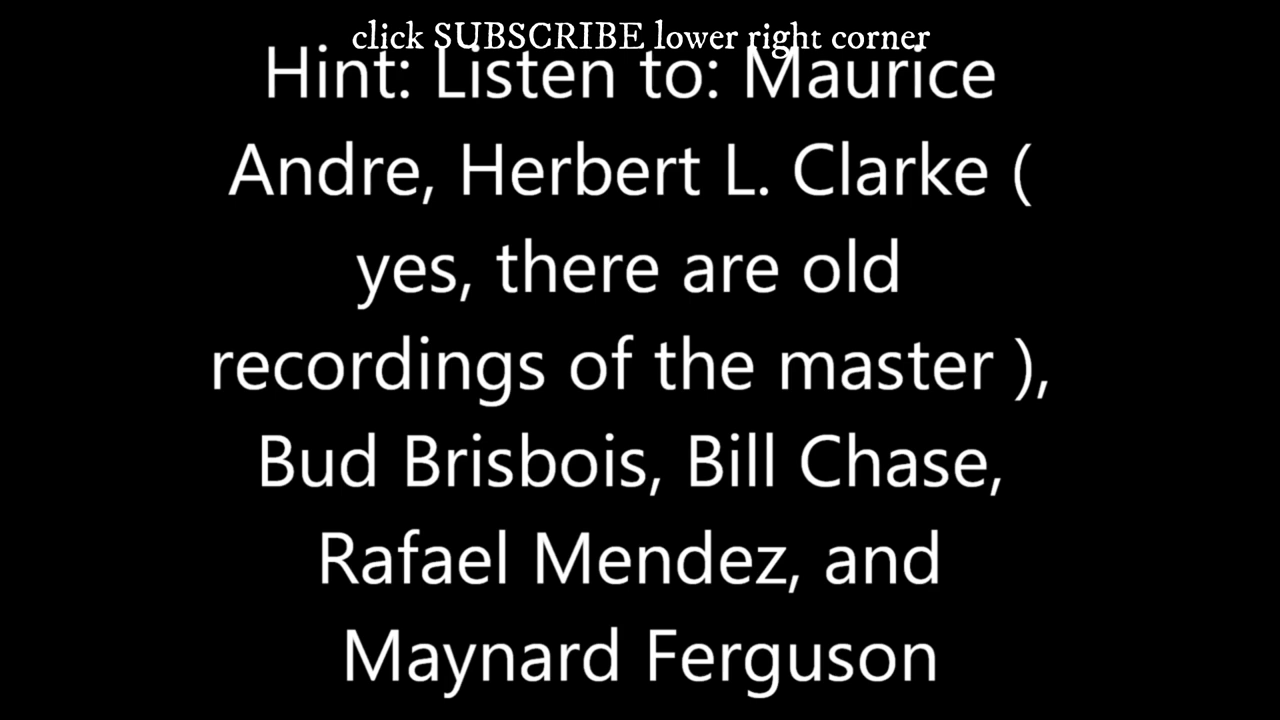 click SUBSCRIBE lower right corner
Hint: Listen to: Maurice
Andre, Herbert L. Clarke (
yes, there are old
recordings of the master ),
Bud Brisbois, Bill Chase,
Rafael Mendez, and
Maynard Ferguson